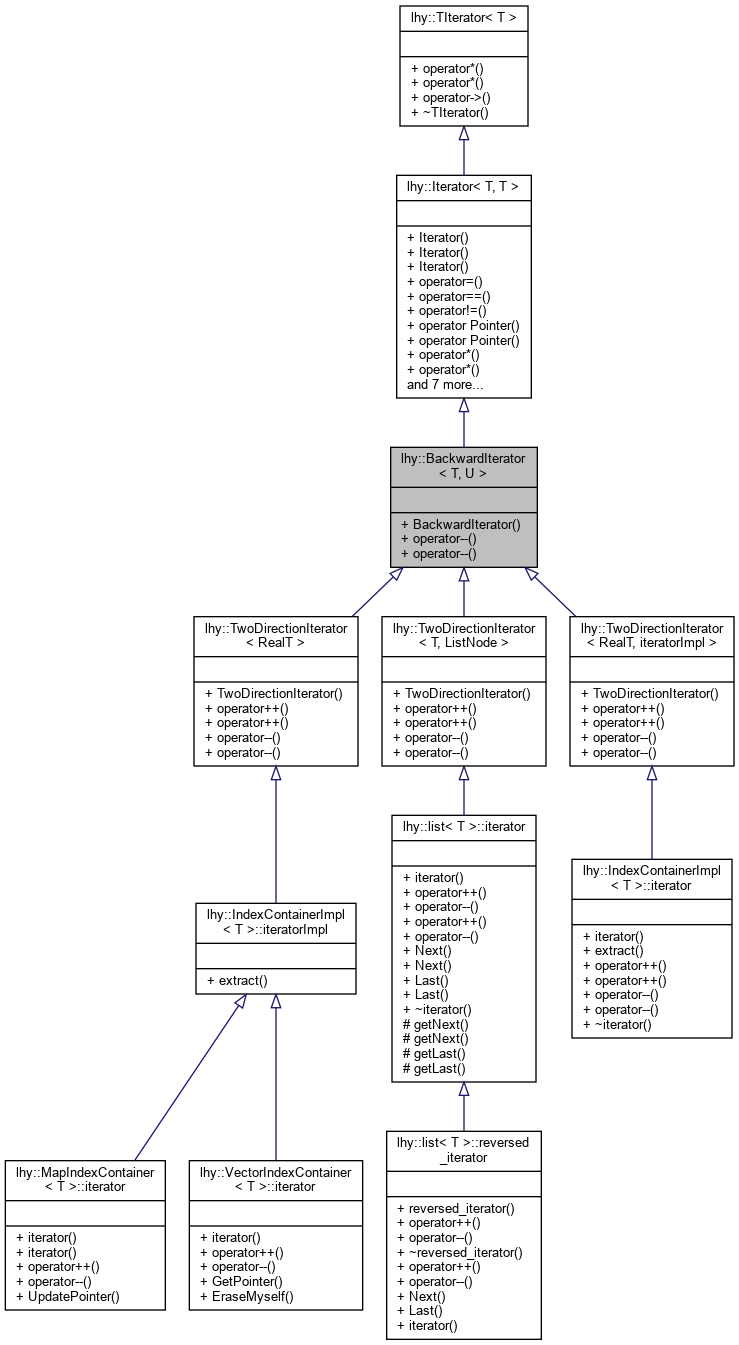 lhy::TIterator< T >
+ operator*()
+ operator*()
+ operator->()
+ ~TIterator()
lhy::Iterator< T, T >
+ Iterator()
+ Iterator()
+ Iterator()
+ operator=()
+ operator==()
+ operator!=()
+ operator Pointer()
+ operator Pointer()
+ operator*()
+ operator*()
and 7 more...
lhy::BackwardIterator
< T, U >
+ BackwardIterator()
+ operator--()
+ operator--()
lhy::TwoDirectionIterator
< RealT >
+ TwoDirectionIterator()
+ operator++()
+ operator++()
+ operator--()
+ operator--()
lhy::TwoDirectionIterator
< T, ListNode >
+ TwoDirectionIterator()
+ operator++()
+ operator++()
+ operator--()
+ operator--()
lhy::TwoDirectionIterator
< RealT, iteratorImpl >
+ TwoDirectionIterator()
+ operator++()
+ operator++()
+ operator--()
+ operator--()
lhy::IndexContainerImpl
< T >::iteratorImpl
+ extract()
lhy::list< T >::iterator
+ iterator()
+ operator++()
+ operator--()
+ operator++()
+ operator--()
+ Next()
+ Next()
+ Last()
+ Last()
+ ~iterator()
# getNext()
# getNext()
# getLast()
# getLast()
lhy::IndexContainerImpl
< T >::iterator
+ iterator()
+ extract()
+ operator++()
+ operator++()
+ operator--()
+ operator--()
+ ~iterator()
lhy::MapIndexContainer
< T >::iterator
+ iterator()
+ iterator()
+ operator++()
+ operator--()
+ UpdatePointer()
lhy::VectorIndexContainer
< T >::iterator
+ iterator()
+ operator++()
+ operator--()
+ GetPointer()
+ EraseMyself()
lhy::list< T >::reversed
_iterator
+ reversed_iterator()
+ operator++()
+ operator--()
+ ~reversed_iterator()
+ operator++()
+ operator--()
+ Next()
+ Last()
+ iterator()